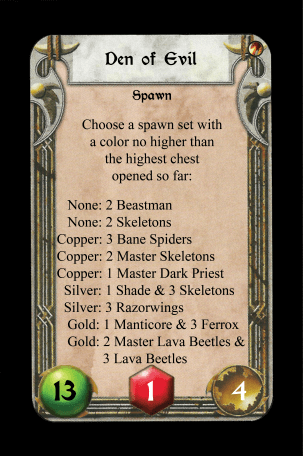 Den of Evil
Spawn
Choose a spawn set with
a color no higher than
the highest chest
opened so far:
None: 2 Beastman
None: 2 Skeletons
Copper: 3 Bane Spiders
Copper: 2 Master Skeletons
Copper: 1 Master Dark Priest
Silver: 1 Shade & 3 Skeletons
Silver: 3 Razorwings
Gold: 1 Manticore & 3 Ferrox
Gold: 2 Master Lava Beetles &
3 Lava Beetles
13 1 4